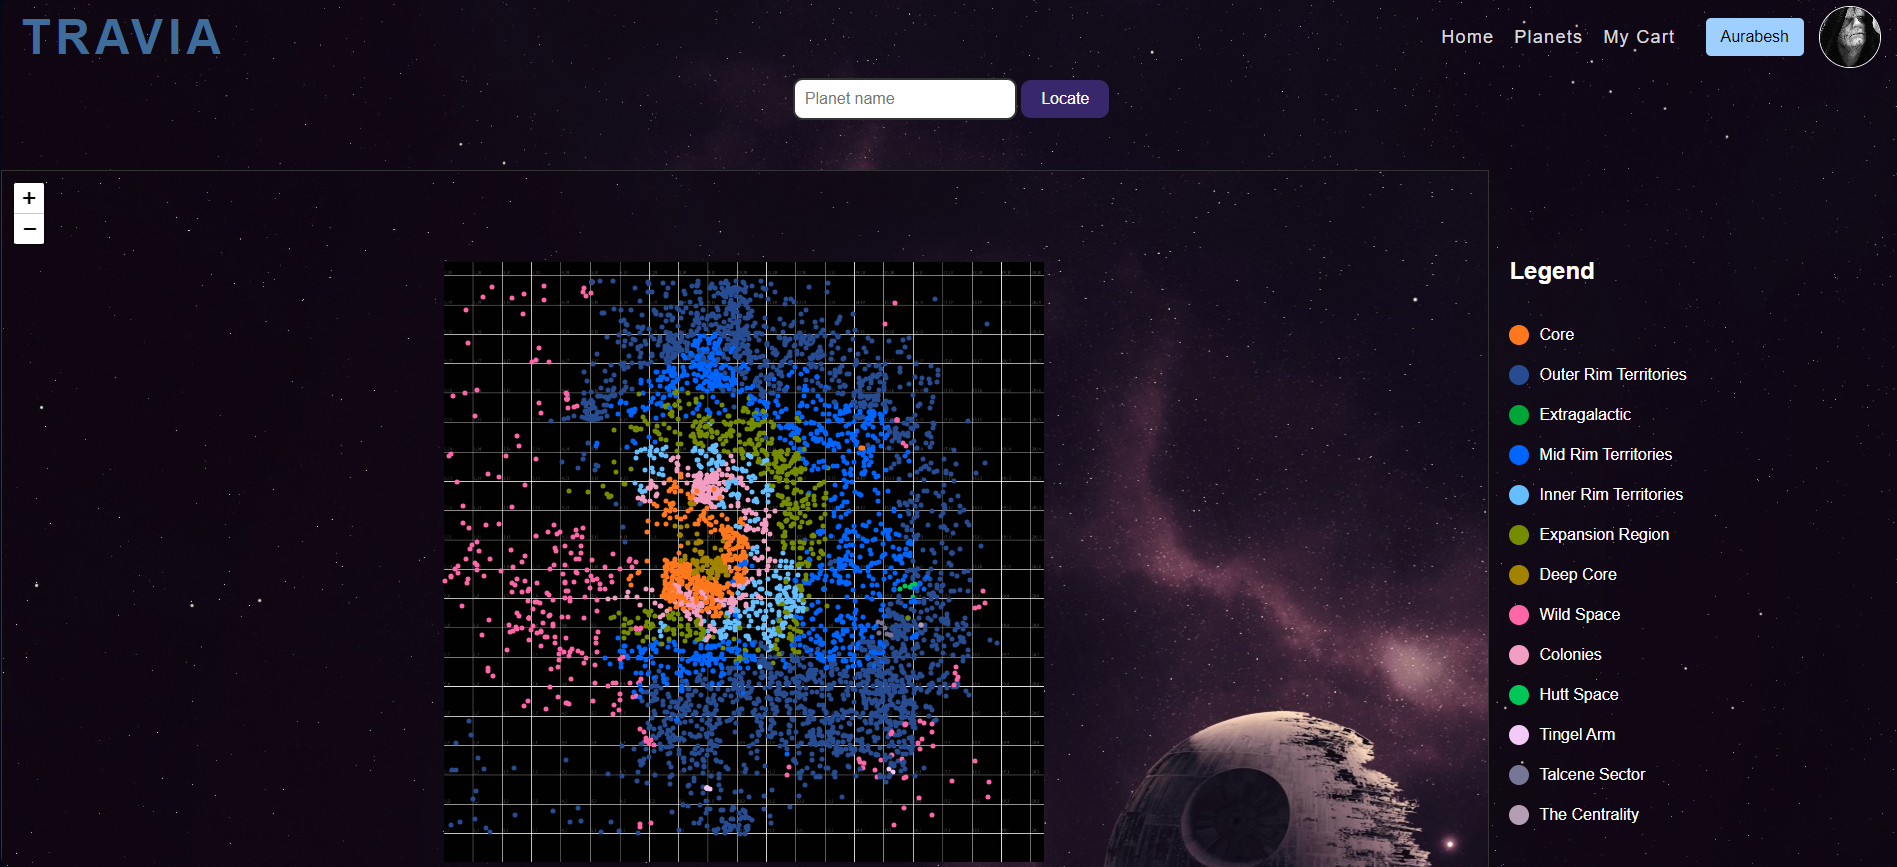 TRAVIA
Home Planets My Cart Aurabesh
Planet name Locate
+
−
Legend
Core
Outer Rim Territories
Extragalactic
Mid Rim Territories
Inner Rim Territories
Expansion Region
Deep Core
Wild Space
Colonies
Hutt Space
Tingel Arm
Talcene Sector
The Centrality